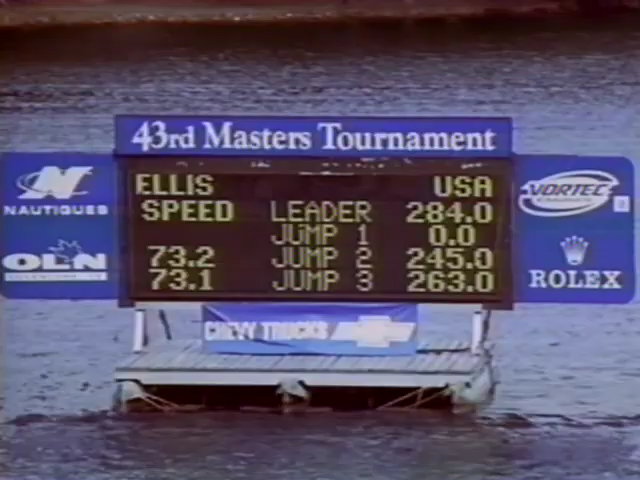 43rd Masters Tournament
ELLIS USA
SPEED LEADER 284.0
JUMP 1 0.0
73.2 JUMP 2 245.0
73.1 JUMP 3 263.0
NAUTIQUES
OLN
VORTEC
ROLEX
CHEVY TRUCKS